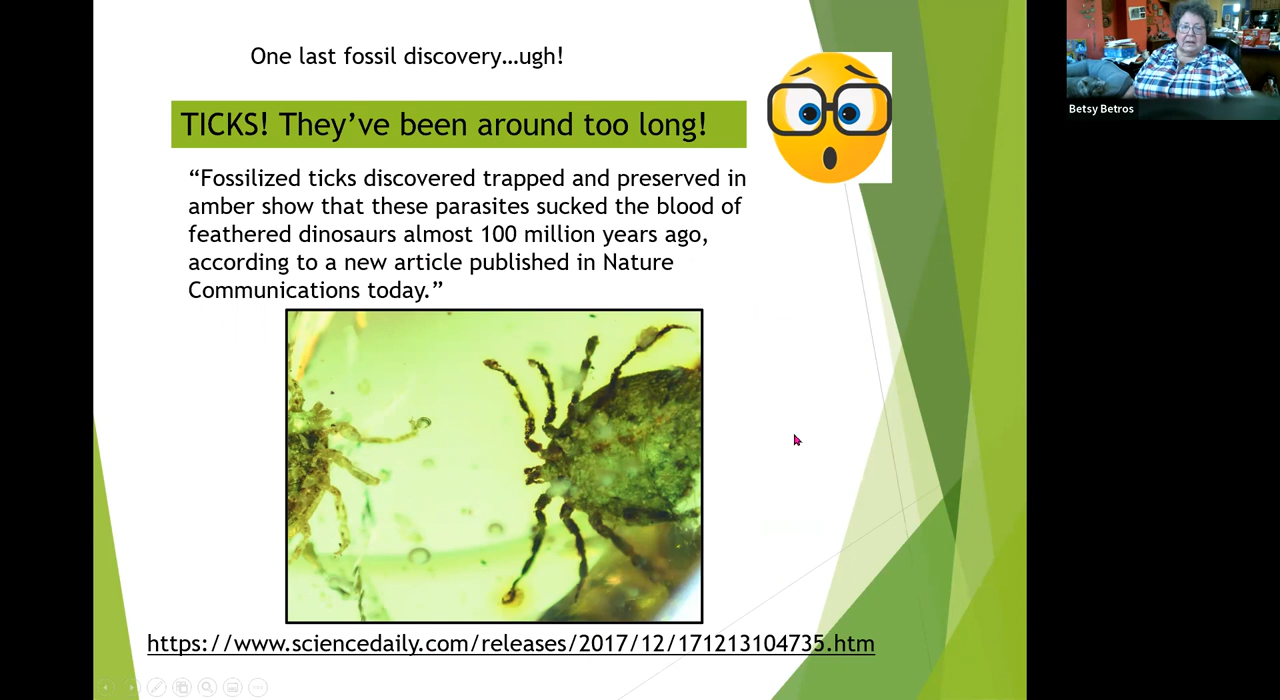 One last fossil discovery...ugh!
TICKS! They’ve been around too long!
“Fossilized ticks discovered trapped and preserved in
amber show that these parasites sucked the blood of
feathered dinosaurs almost 100 million years ago,
according to a new article published in Nature
Communications today.”
https://www.sciencedaily.com/releases/2017/12/171213104735.htm
Betsy Betros